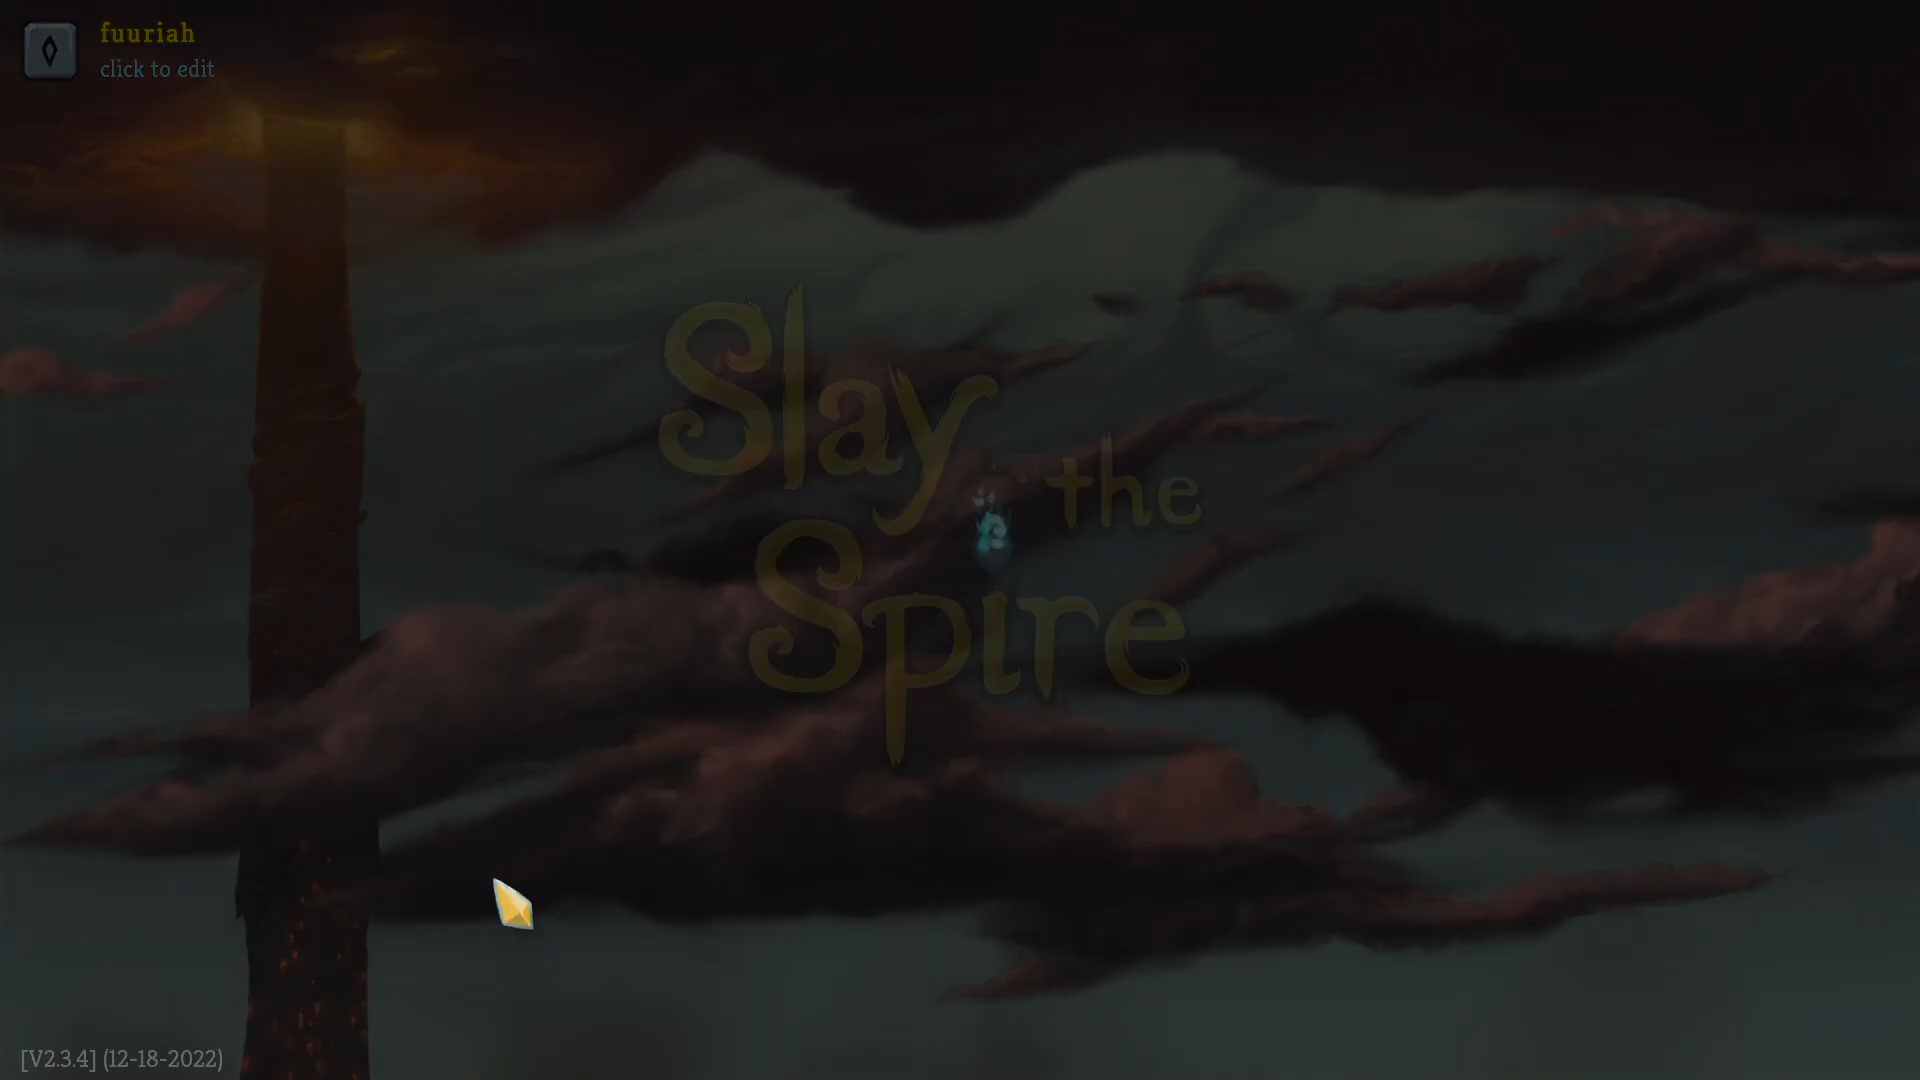 fuuriah
click to edit
Slay
the
Spire
[V2.3.4] (12-18-2022)